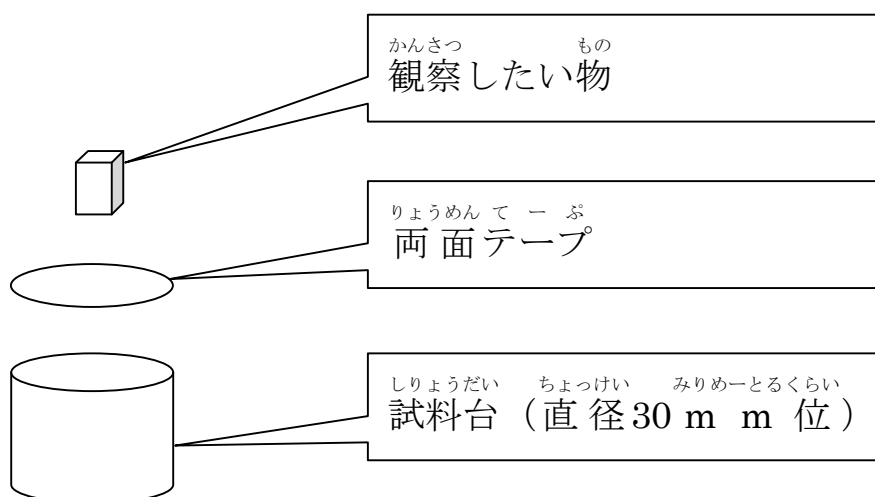 かんさつ もの
観察したい物
りょうめん て ー ぷ
両面テープ
しりょうだい ちょっけい みりめーとるくらい
試料台（直径30ｍｍ位）